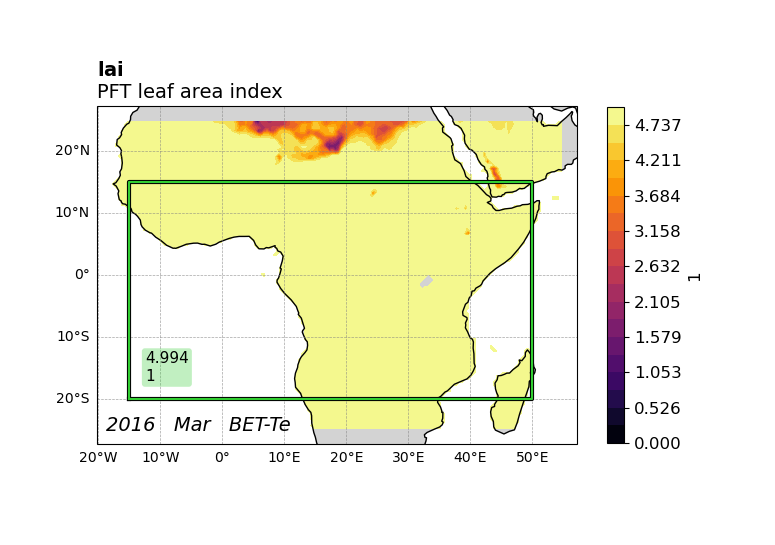 lai
PFT leaf area index
20°N
10°N
0°
10°S
20°S
20°W
10°W
0°
10°E
20°E
30°E
40°E
50°E
4.994
1
2016 Mar BET-Te
4.737
4.211
3.684
3.158
2.632
2.105
1.579
1.053
0.526
0.000
1